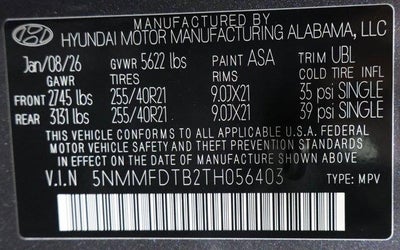 MANUFACTURED BY
HYUNDAI MOTOR MANUFACTURING ALABAMA, LLC
Jan/08/26 GVWR 5622 lbs PAINT ASA TRIM UBL
GAWR TIRES RIMS COLD TIRE INFL
FRONT 2745 lbs 255/40R21 9.0JX21 35 psi SINGLE
REAR 3131 lbs 255/40R21 9.0JX21 39 psi SINGLE
THIS VEHICLE CONFORMS TO ALL APPLICABLE U.S.A. FEDERAL
MOTOR VEHICLE SAFETY AND THEFT PREVENTION STANDARDS
IN EFFECT ON THE DATE OF MANUFACTURE SHOWN ABOVE.
V.I.N 5NMMFDTB2TH056403 TYPE: MPV